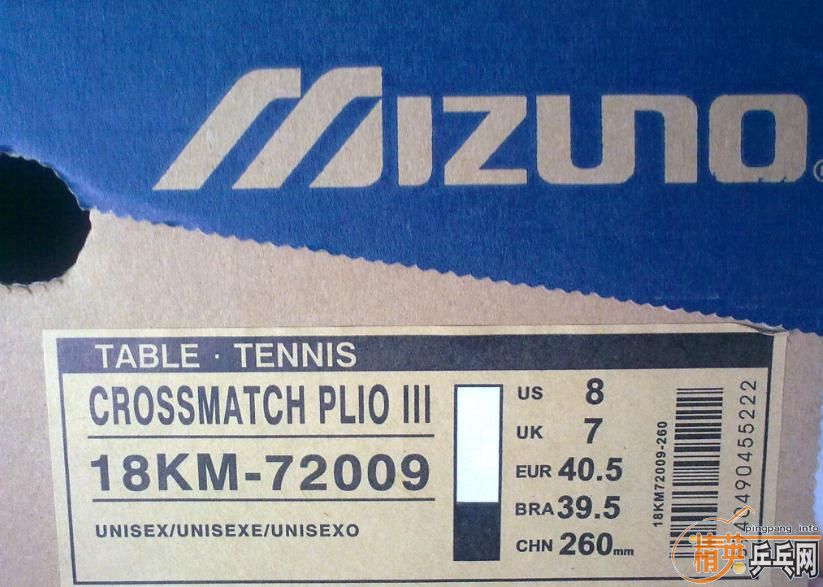 MIZUNO
TABLE · TENNIS
CROSSMATCH PLIO III
18KM-72009
UNISEX/UNISEXE/UNISEXO
US 8
UK 7
EUR 40.5
BRA 39.5
CHN 260mm
18KM72009-260
pingpang.info
精英乒乓网